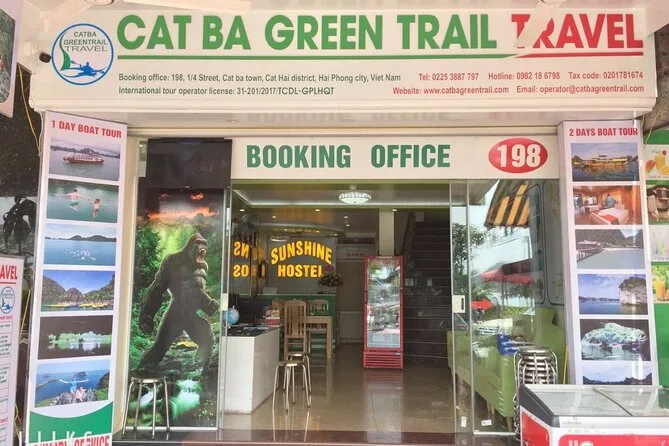 CATBA
GREENTRAIL
TRAVEL
CAT BA GREEN TRAIL TRAVEL
Booking office: 198, 1/4 Street, Cat ba town, Cat Hai district, Hai Phong city, Viet Nam
Tel: 0225 3887 797 Hotline: 0982 18 6798 Tax code: 0201781674
International tour operator license: 31-201/2017/TCDL-GPLHQT
Website: www.catbagreentrail.com Email: operator@catbagreentrail.com
1 DAY BOAT TOUR
BOOKING OFFICE 198
2 DAYS BOAT TOUR
SUNSHINE
HOSTEL
TRAVEL